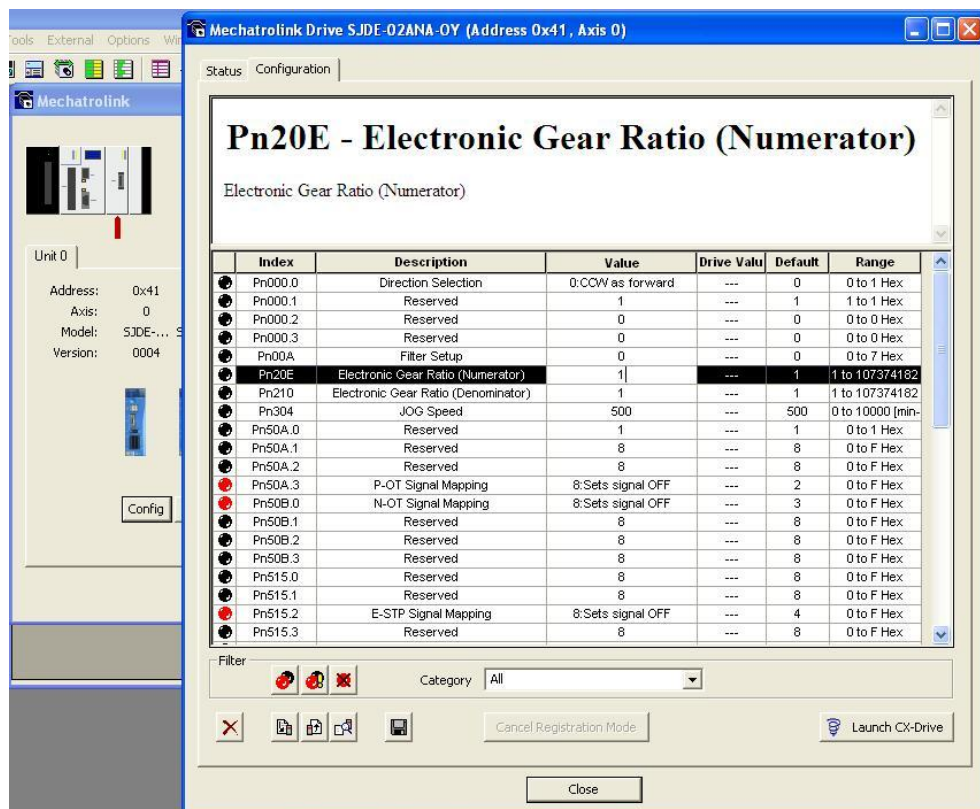 Mechatrolink Drive SJDE-02ANA-OY (Address 0x41, Axis 0)
ools External Options Wi
Mechatrolink
Unit 0
Address: 0x41
Axis: 0
Model: SJDE-... S
Version: 0004
Config
Status Configuration
Pn20E - Electronic Gear Ratio (Numerator)
Electronic Gear Ratio (Numerator)
Index Description Value Drive Valu Default Range
Pn000.0 Direction Selection 0:CCW as forward --- 0 0 to 1 Hex
Pn000.1 Reserved 1 --- 1 1 to 1 Hex
Pn000.2 Reserved 0 --- 0 0 to 0 Hex
Pn000.3 Reserved 0 --- 0 0 to 0 Hex
Pn00A Filter Setup 0 --- 0 0 to 7 Hex
Pn20E Electronic Gear Ratio (Numerator) 1 --- 1 1 to 107374182
Pn210 Electronic Gear Ratio (Denominator) 1 --- 1 1 to 107374182
Pn304 JOG Speed 500 --- 500 0 to 10000 [min-
Pn50A.0 Reserved 1 --- 1 0 to 1 Hex
Pn50A.1 Reserved 8 --- 8 0 to F Hex
Pn50A.2 Reserved 8 --- 8 0 to F Hex
Pn50A.3 P-OT Signal Mapping 8:Sets signal OFF --- 2 0 to F Hex
Pn50B.0 N-OT Signal Mapping 8:Sets signal OFF --- 3 0 to F Hex
Pn50B.1 Reserved 8 --- 8 0 to F Hex
Pn50B.2 Reserved 8 --- 8 0 to F Hex
Pn50B.3 Reserved 8 --- 8 0 to F Hex
Pn515.0 Reserved 8 --- 8 0 to F Hex
Pn515.1 Reserved 8 --- 8 0 to F Hex
Pn515.2 E-STP Signal Mapping 8:Sets signal OFF --- 4 0 to F Hex
Pn515.3 Reserved 8 --- 8 0 to F Hex
Filter
Category All
Cancel Registration Mode Launch CX-Drive
Close